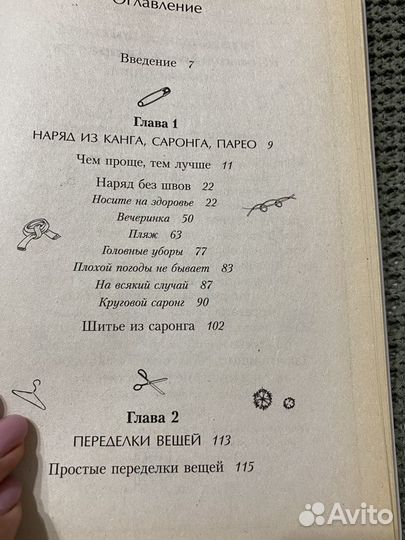 Оглавление
Введение 7
Глава 1
НАРЯД ИЗ КАНГА, САРОНГА, ПАРЕО 9
Чем проще, тем лучше 11
Наряд без швов 22
Носите на здоровье 22
Вечеринка 50
Пляж 63
Головные уборы 77
Плохой погоды не бывает 83
На всякий случай 87
Круговой саронг 90
Шитье из саронга 102
Глава 2
ПЕРЕДЕЛКИ ВЕЩЕЙ 113
Простые переделки вещей 115
Avito